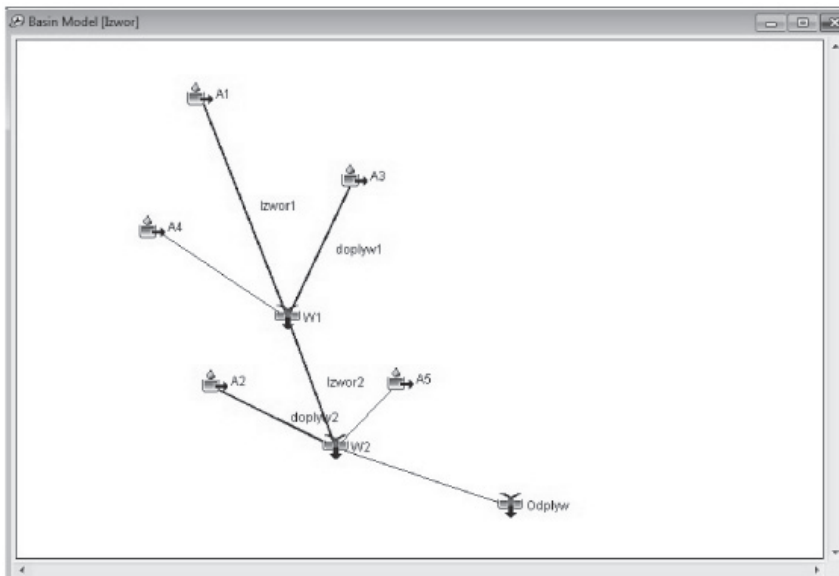 Basin Model [Izwor]
A1
A3
Izwor1
A4
doplyw1
W1
A2
Izwor2
A5
doplyw2
W2
Odplyw